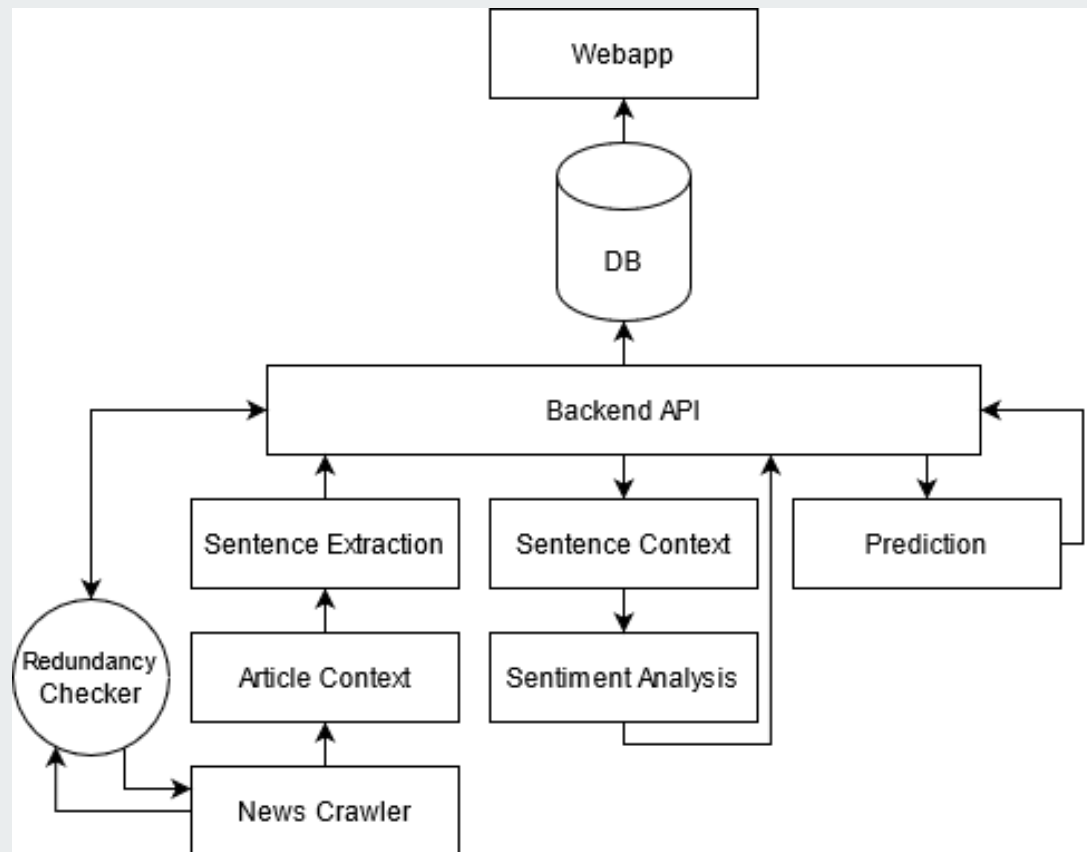 Webapp
DB
Backend API
Sentence Extraction
Sentence Context
Prediction
Redundancy
Checker
Article Context
Sentiment Analysis
News Crawler